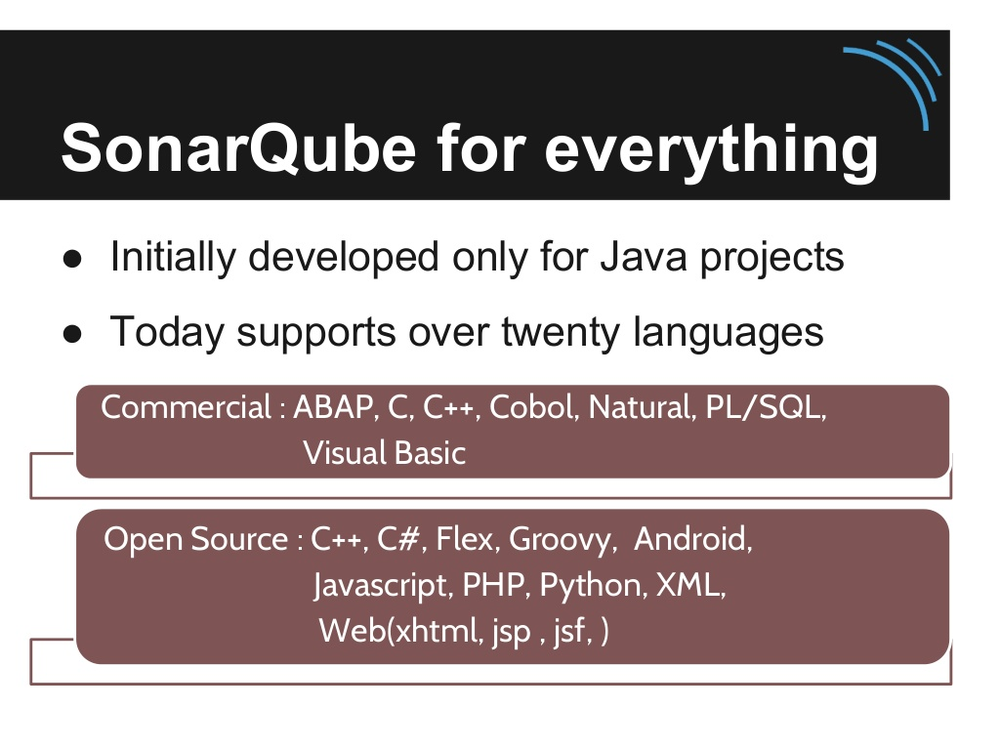 SonarQube for everything
● Initially developed only for Java projects
● Today supports over twenty languages
Commercial : ABAP, C, C++, Cobol, Natural, PL/SQL,
Visual Basic
Open Source : C++, C#, Flex, Groovy,  Android,
Javascript, PHP, Python, XML,
Web(xhtml, jsp , jsf, )